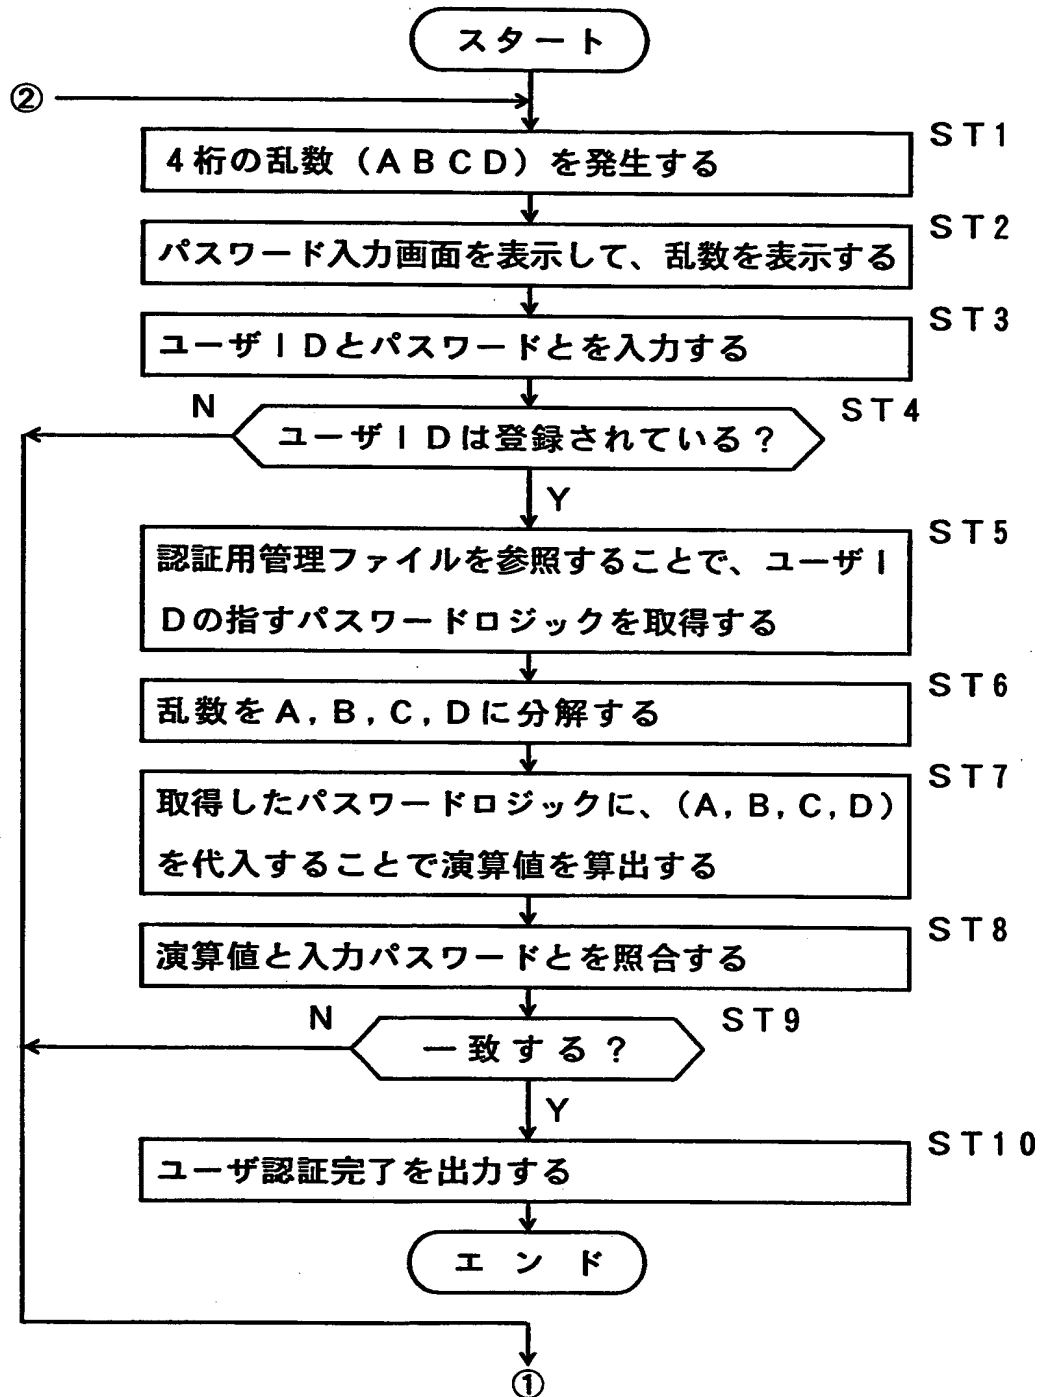 スタート
②
ST1
4桁の乱数（ABCD）を発生する
ST2
パスワード入力画面を表示して、乱数を表示する
ST3
ユーザIDとパスワードとを入力する
N
ST4
ユーザIDは登録されている？
Y
ST5
認証用管理ファイルを参照することで、ユーザI
Dの指すパスワードロジックを取得する
ST6
乱数をA，B，C，Dに分解する
ST7
取得したパスワードロジックに、（A，B，C，D）
を代入することで演算値を算出する
ST8
演算値と入力パスワードとを照合する
N
ST9
一致する？
Y
ST10
ユーザ認証完了を出力する
エンド
①